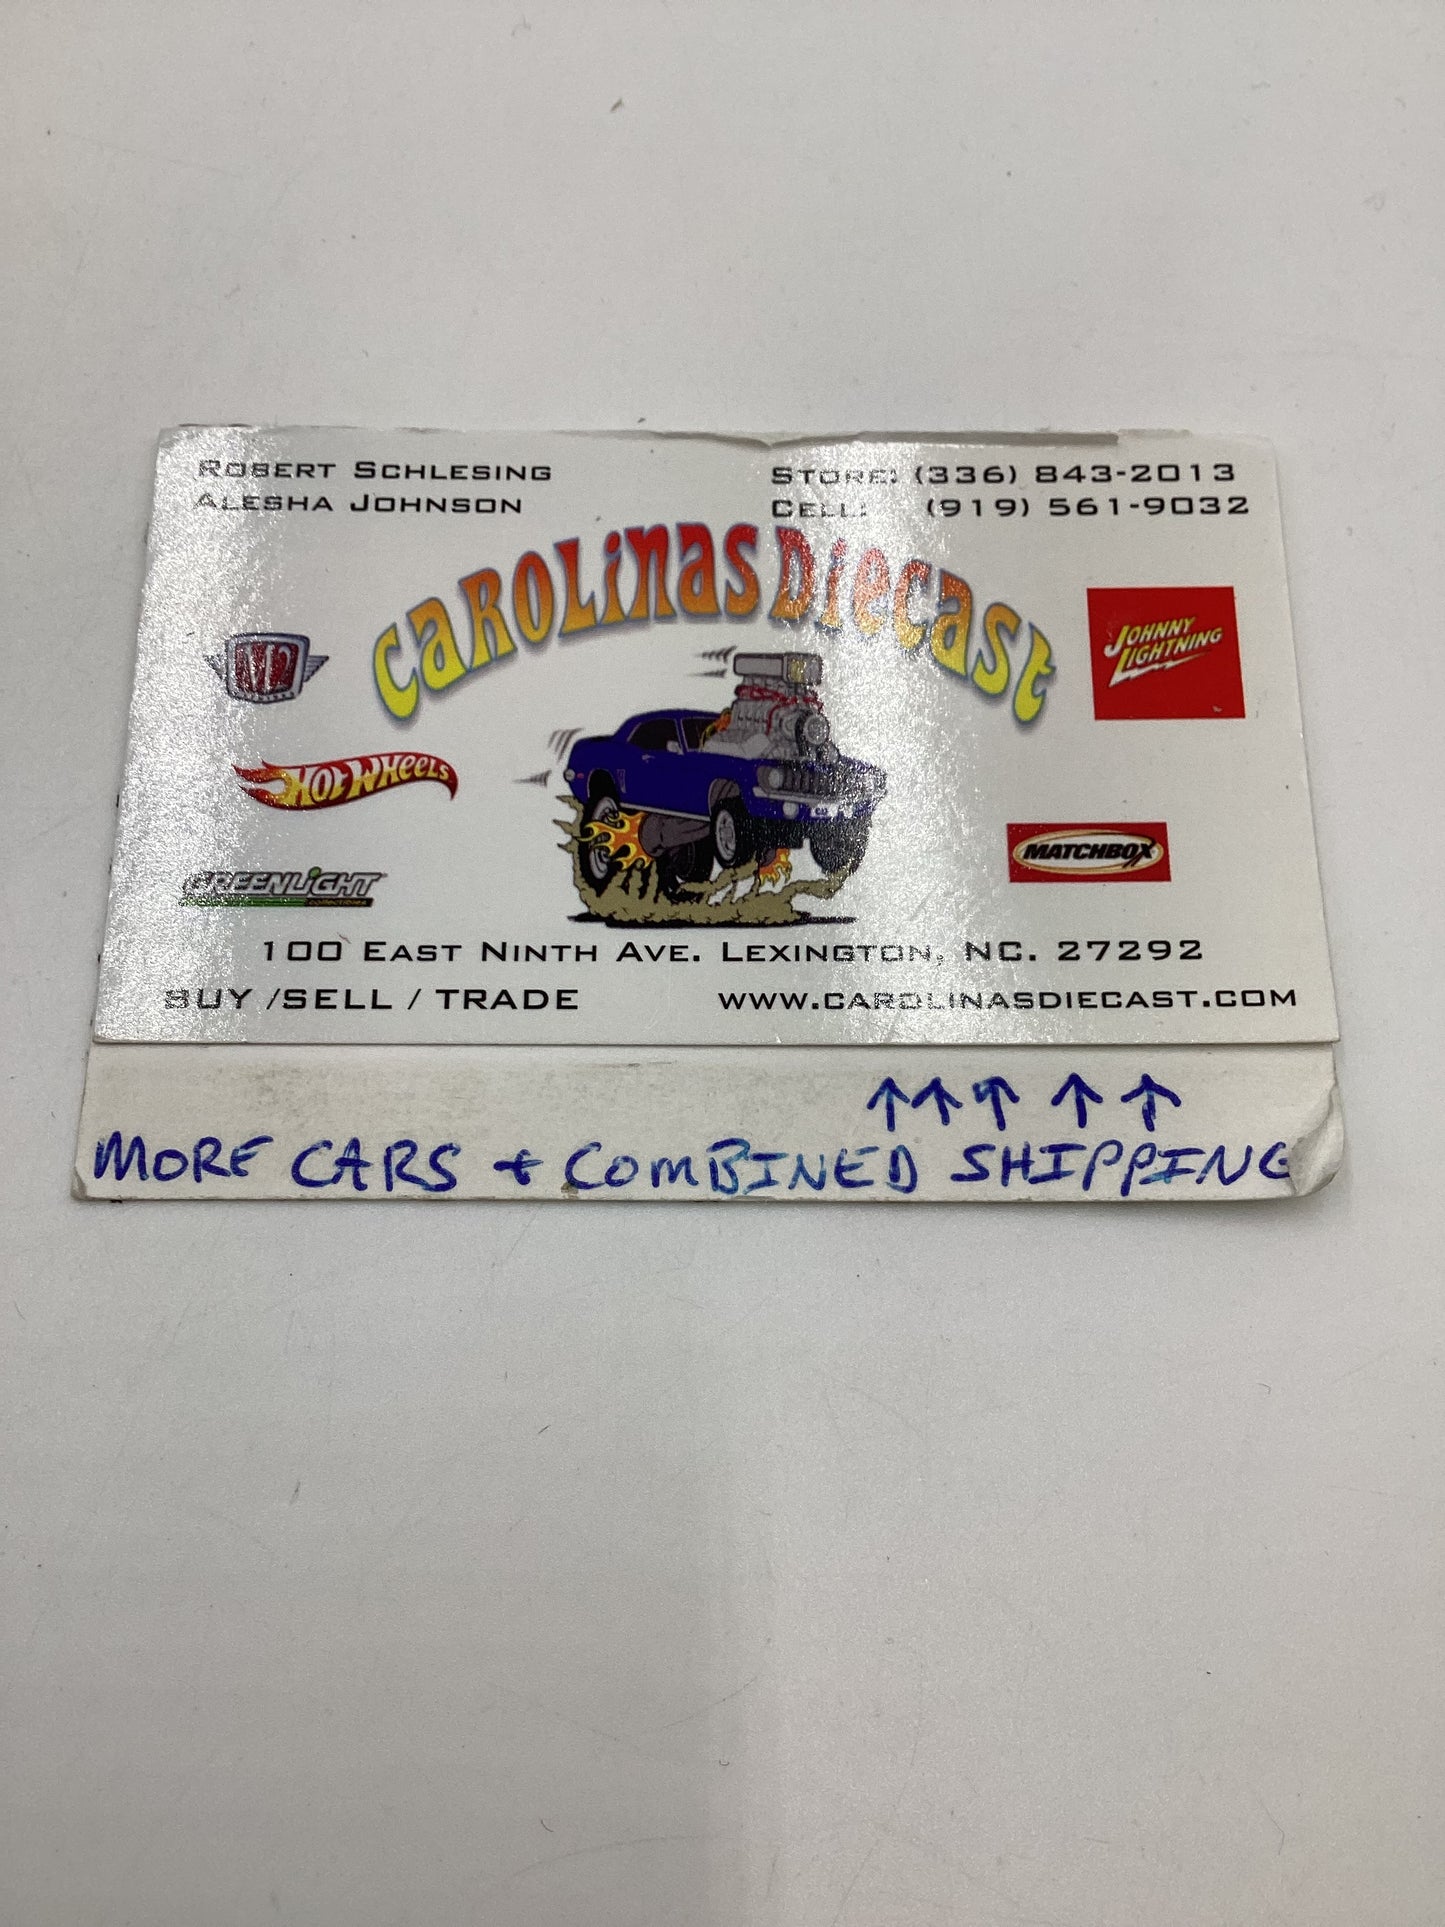 ROBERT SCHLESING
ALESHA JOHNSON
STORE: (336) 843-2013
CELL: (919) 561-9032
CAROLINAS DIECAST
M2
JOHNNY
LIGHTNING
HOT WHEELS
MATCHBOX
GREENLIGHT
collectibles
100 EAST NINTH AVE. LEXINGTON, NC. 27292
BUY /SELL / TRADE
WWW.CAROLINASDIECAST.COM
↑ ↑ ↑ ↑ ↑
MORE CARS + COMBINED SHIPPING